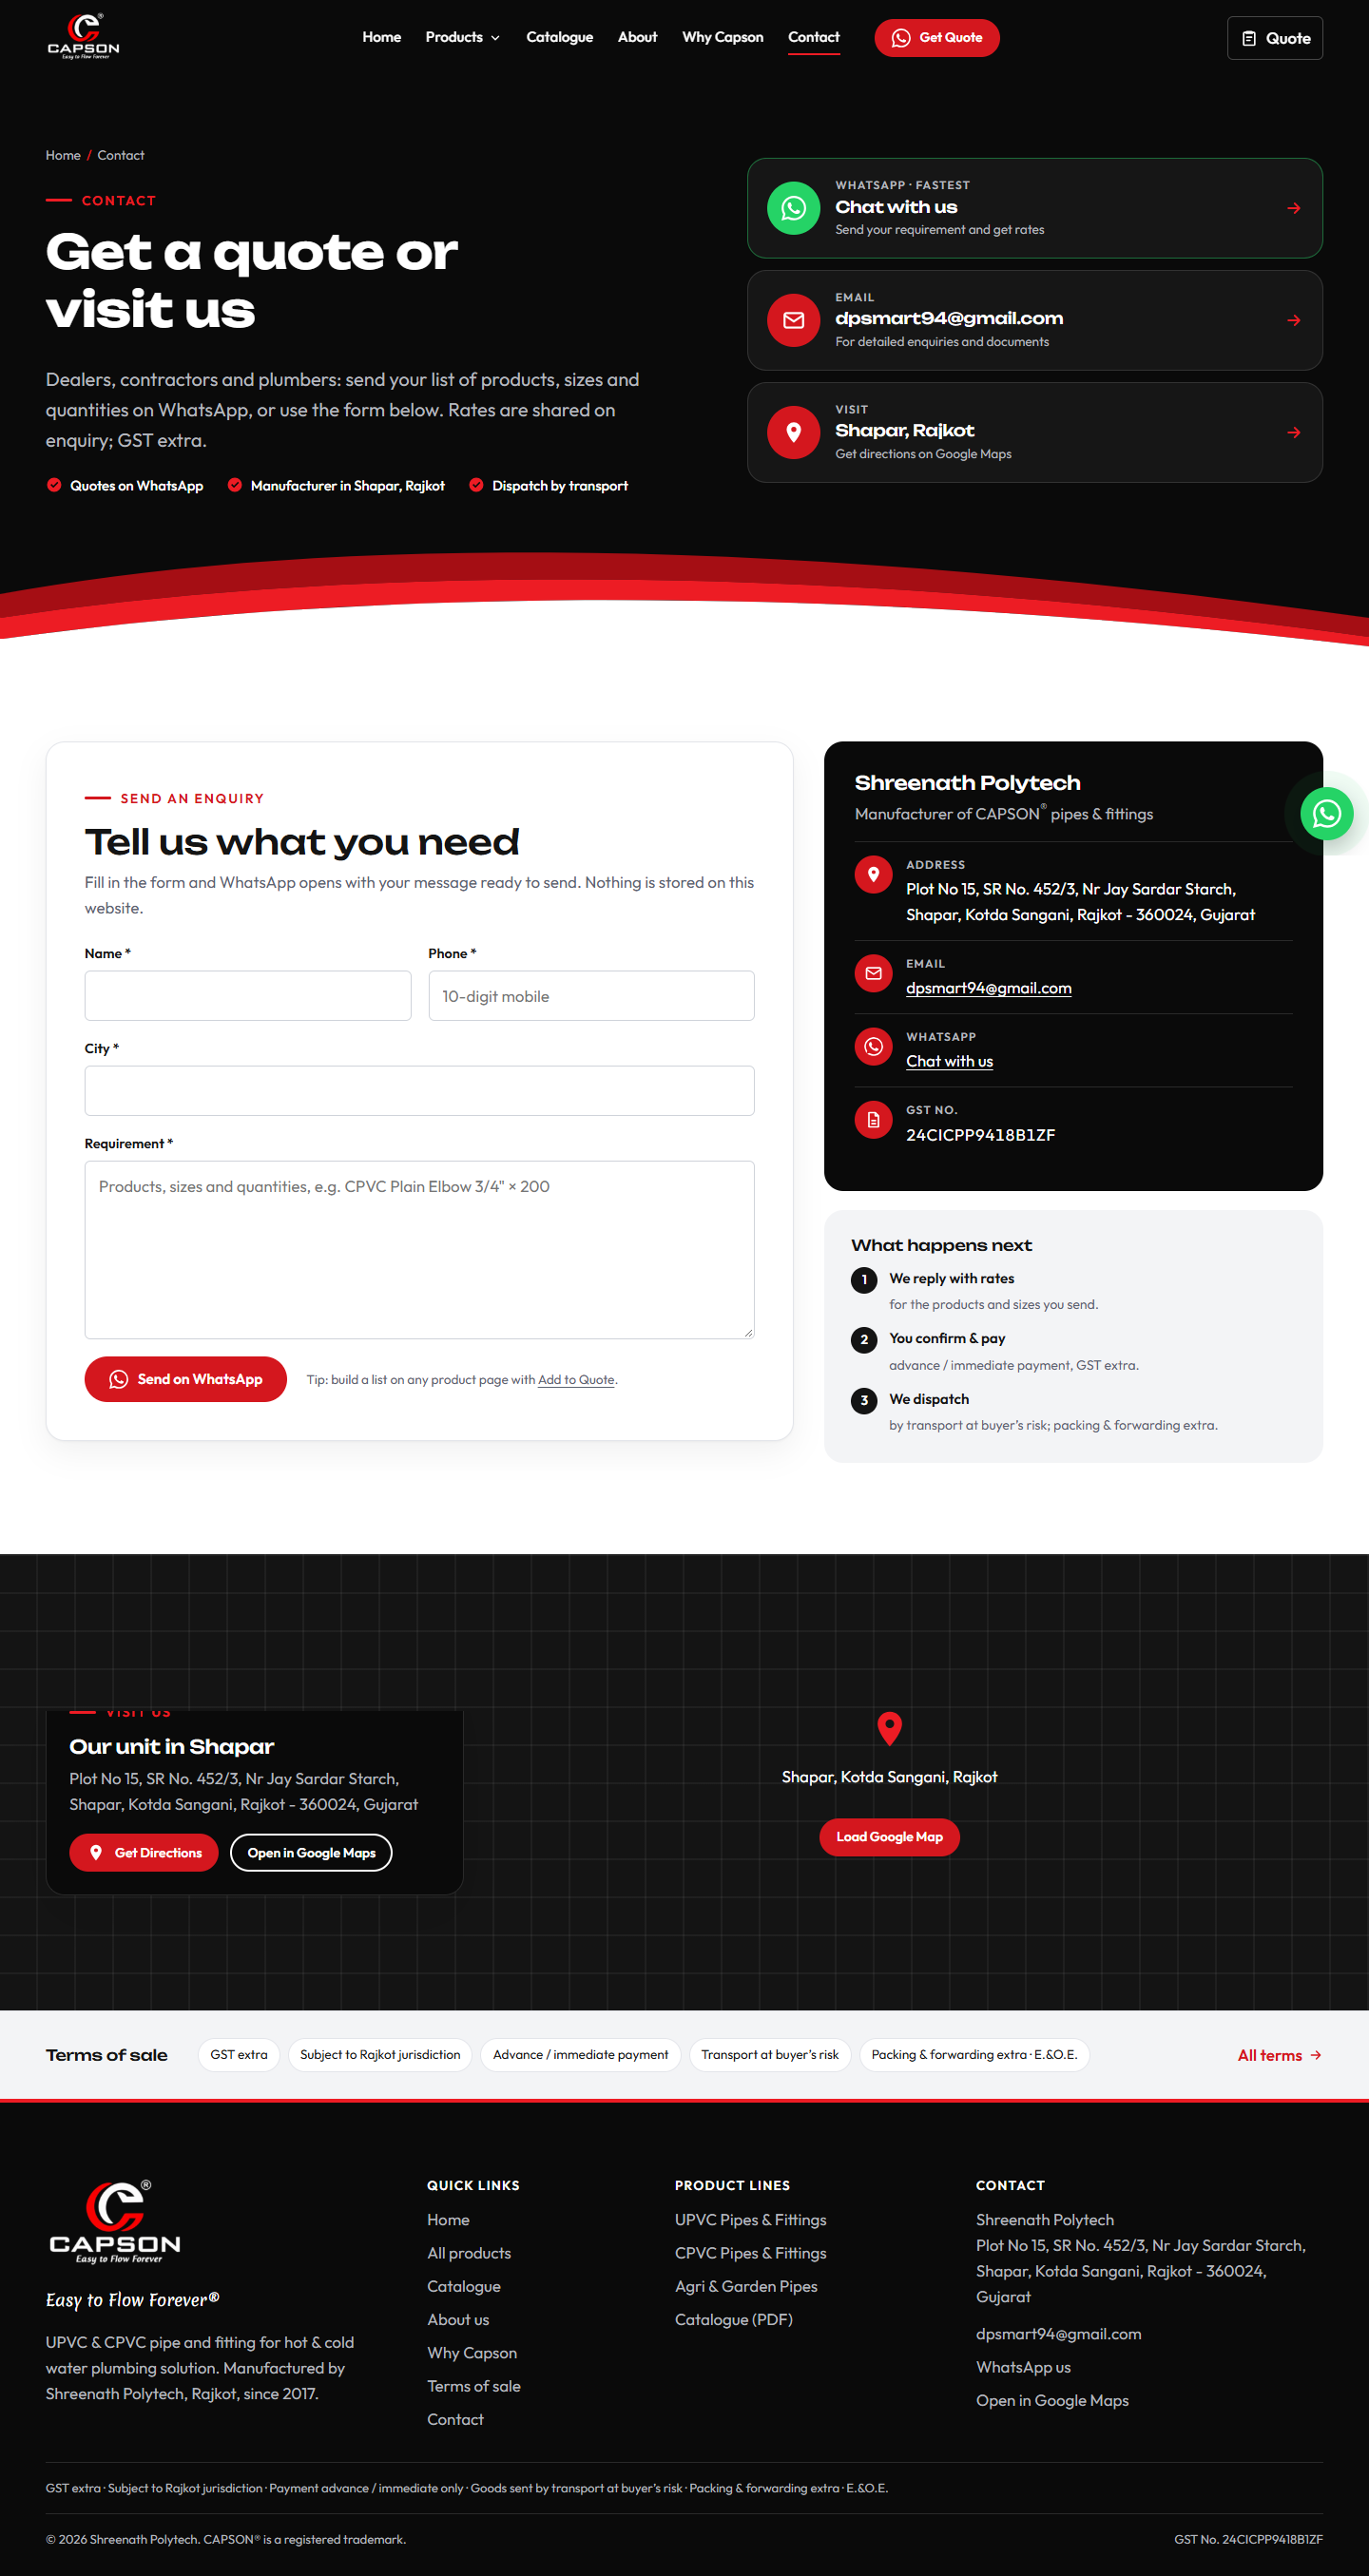 CAPSON
Easy to Flow Forever
Home
Products
Catalogue
About
Why Capson
Contact
Get Quote
Quote
Home / Contact
CONTACT
Get a quote or
visit us
Dealers, contractors and plumbers: send your list of products, sizes and
quantities on WhatsApp, or use the form below. Rates are shared on
enquiry; GST extra.
Quotes on WhatsApp
Manufacturer in Shapar, Rajkot
Dispatch by transport
WHATSAPP · FASTEST
Chat with us
Send your requirement and get rates
EMAIL
dpsmart94@gmail.com
For detailed enquiries and documents
VISIT
Shapar, Rajkot
Get directions on Google Maps
SEND AN ENQUIRY
Tell us what you need
Fill in the form and WhatsApp opens with your message ready to send. Nothing is stored on this
website.
Name *
Phone *
10-digit mobile
City *
Requirement *
Products, sizes and quantities, e.g. CPVC Plain Elbow 3/4" × 200
Send on WhatsApp
Tip: build a list on any product page with Add to Quote.
Shreenath Polytech
Manufacturer of CAPSON® pipes & fittings
ADDRESS
Plot No 15, SR No. 452/3, Nr Jay Sardar Starch,
Shapar, Kotda Sangani, Rajkot - 360024, Gujarat
EMAIL
dpsmart94@gmail.com
WHATSAPP
Chat with us
GST NO.
24CICPP9418B1ZF
What happens next
1 We reply with rates
for the products and sizes you send.
2 You confirm & pay
advance / immediate payment, GST extra.
3 We dispatch
by transport at buyer's risk; packing & forwarding extra.
VISIT US
Our unit in Shapar
Plot No 15, SR No. 452/3, Nr Jay Sardar Starch,
Shapar, Kotda Sangani, Rajkot - 360024, Gujarat
Get Directions
Open in Google Maps
Shapar, Kotda Sangani, Rajkot
Load Google Map
Terms of sale
GST extra
Subject to Rajkot jurisdiction
Advance / immediate payment
Transport at buyer's risk
Packing & forwarding extra · E.&O.E.
All terms
CAPSON®
Easy to Flow Forever
Easy to Flow Forever®
UPVC & CPVC pipe and fitting for hot & cold
water plumbing solution. Manufactured by
Shreenath Polytech, Rajkot, since 2017.
QUICK LINKS
Home
All products
Catalogue
About us
Why Capson
Terms of sale
Contact
PRODUCT LINES
UPVC Pipes & Fittings
CPVC Pipes & Fittings
Agri & Garden Pipes
Catalogue (PDF)
CONTACT
Shreenath Polytech
Plot No 15, SR No. 452/3, Nr Jay Sardar Starch,
Shapar, Kotda Sangani, Rajkot - 360024,
Gujarat
dpsmart94@gmail.com
WhatsApp us
Open in Google Maps
GST extra · Subject to Rajkot jurisdiction · Payment advance / immediate only · Goods sent by transport at buyer's risk · Packing & forwarding extra · E.&O.E.
© 2026 Shreenath Polytech. CAPSON® is a registered trademark.
GST No. 24CICPP9418B1ZF